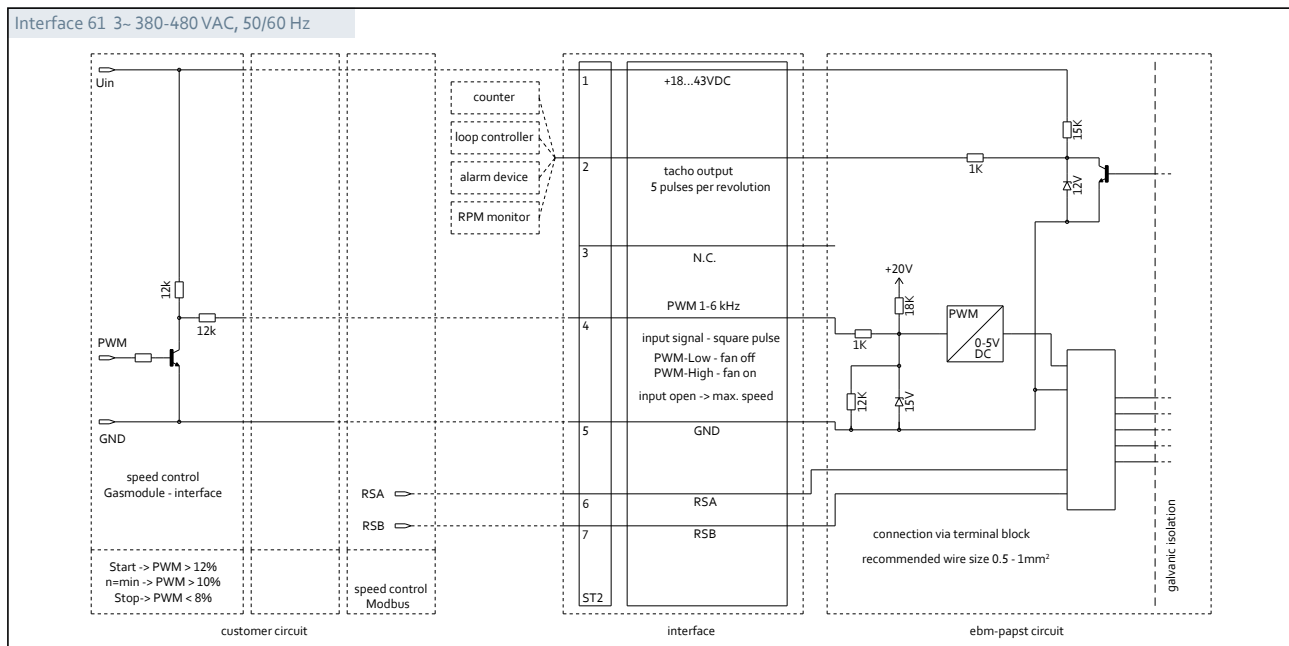 Interface 61 3~ 380-480 VAC, 50/60 Hz
Uin
12k
12k
PWM
GND
speed control
Gasmodule - interface
Start -> PWM > 12%
n=min -> PWM > 10%
Stop-> PWM < 8%
RSA
RSB
speed control
Modbus
customer circuit
counter
loop controller
alarm device
RPM monitor
1
+18...43VDC
2
tacho output
5 pulses per revolution
3
N.C.
PWM 1-6 kHz
4
input signal - square pulse
PWM-Low - fan off
PWM-High - fan on
input open -> max. speed
5
GND
6
RSA
7
RSB
ST2
interface
15K
1K
12V
+20V
18K
1K
PWM
0-5V
DC
12K
15V
connection via terminal block
recommended wire size 0.5 - 1mm²
galvanic isolation
ebm-papst circuit